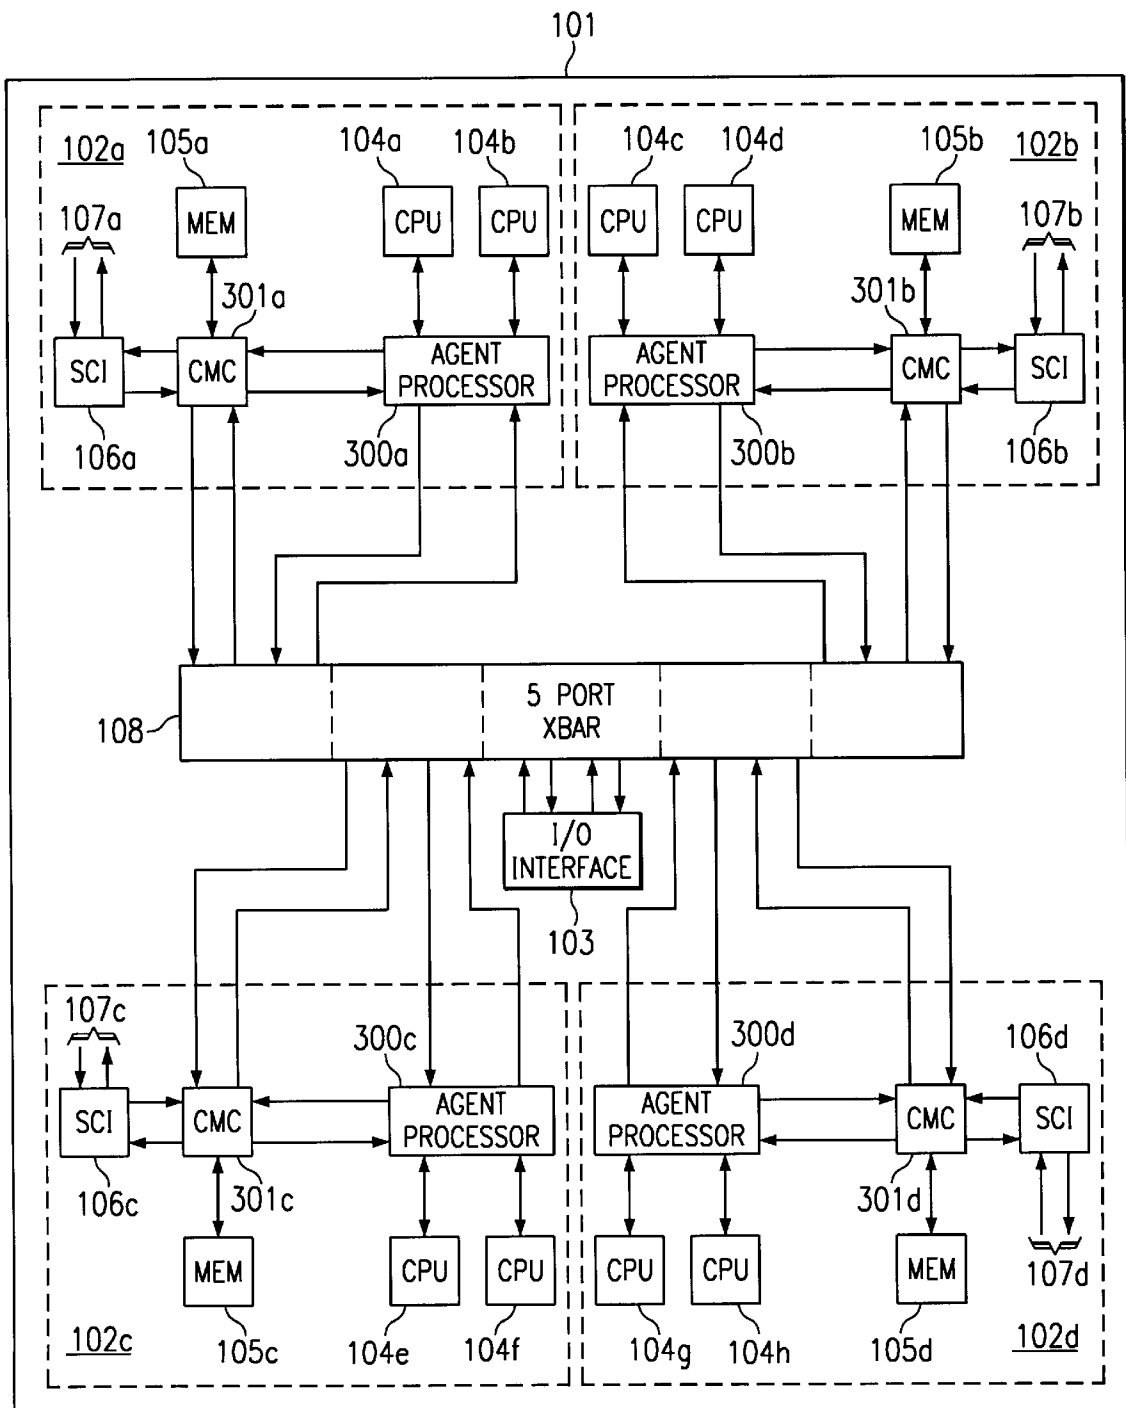 101
102a
105a
104a
104b
104c
104d
105b
102b
107a
MEM
CPU
CPU
CPU
CPU
MEM
107b
301a
301b
SCI
CMC
AGENT
PROCESSOR
AGENT
PROCESSOR
CMC
SCI
106a
300a
300b
106b
108
5 PORT
XBAR
I/O
INTERFACE
103
107c
300c
300d
106d
SCI
CMC
AGENT
PROCESSOR
AGENT
PROCESSOR
CMC
SCI
106c
301c
301d
MEM
CPU
CPU
CPU
CPU
MEM
107d
102c
105c
104e
104f
104g
104h
105d
102d